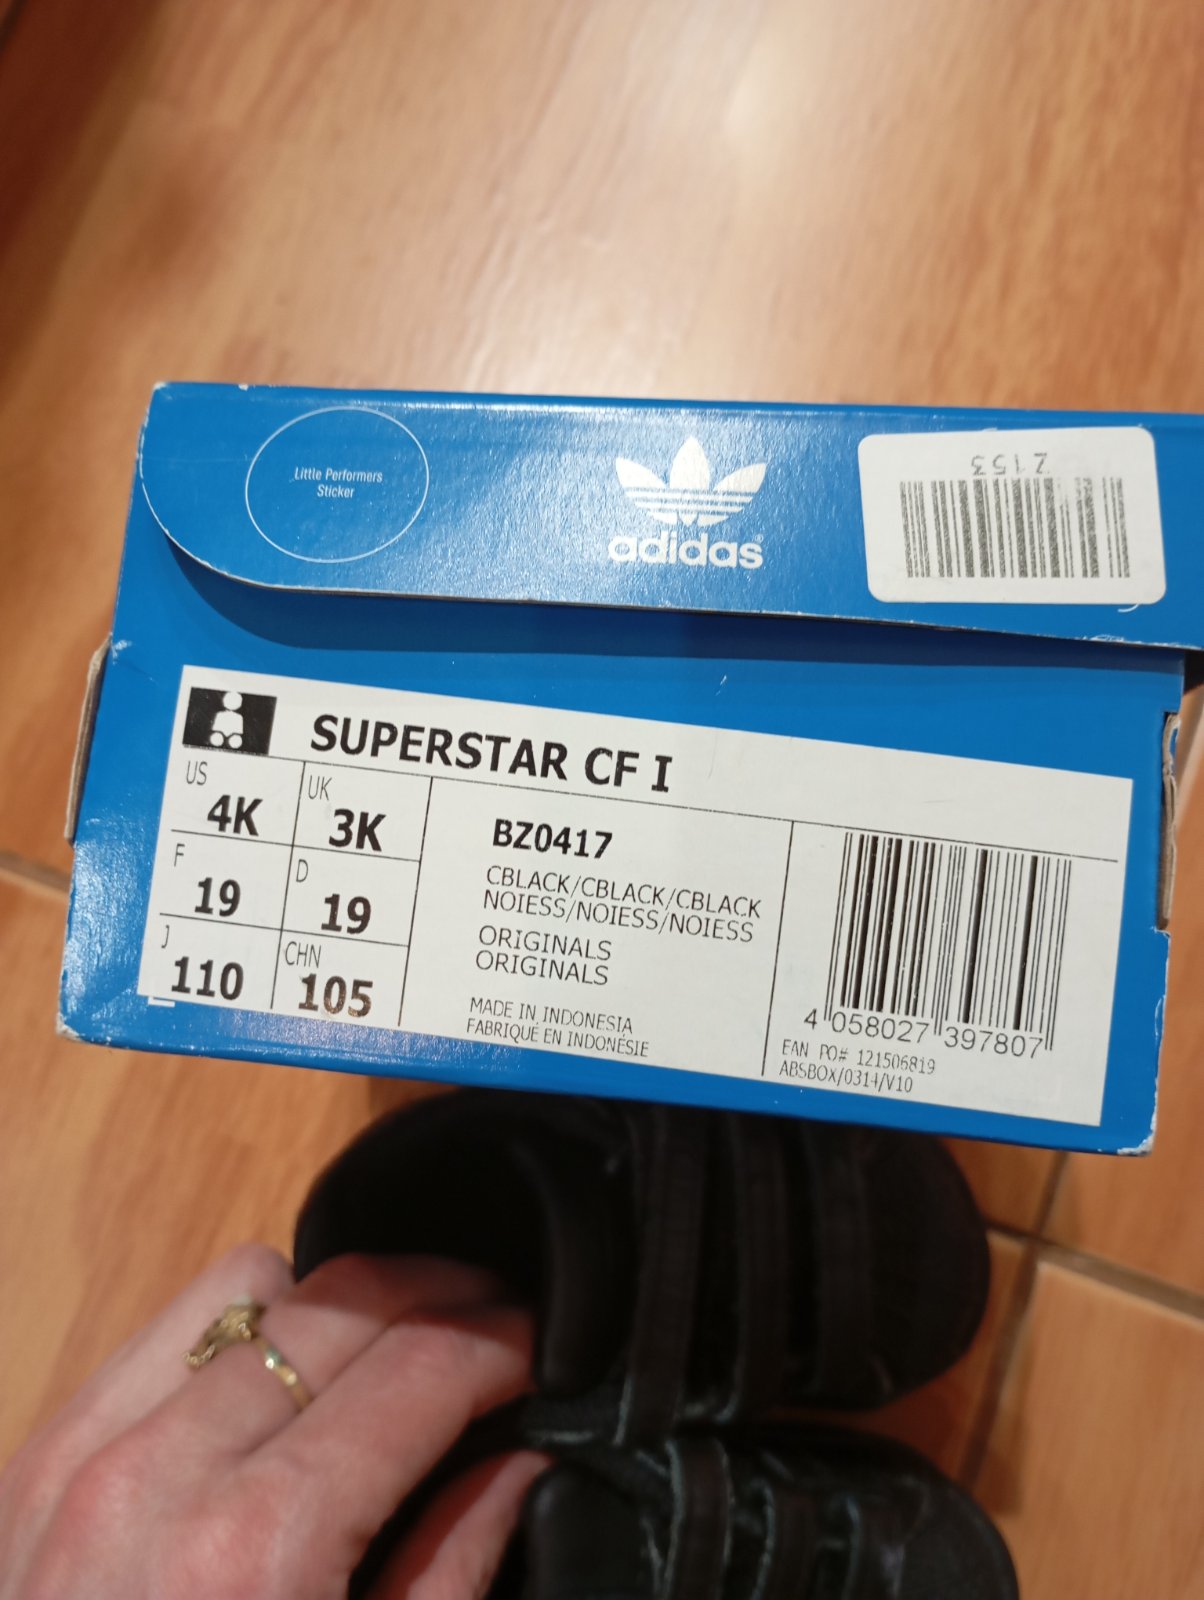 Little Performers
Sticker
adidas
2153
SUPERSTAR CF I
US
4K
UK
3K
F
19
D
19
J
110
CHN
105
BZ0417
CBLACK/CBLACK/CBLACK
NOIESS/NOIESS/NOIESS
ORIGINALS
ORIGINALS
MADE IN INDONESIA
FABRIQUÉ EN INDONÉSIE
4 058027 397807
EAN PO# 121506819
ABSBOX/0314/V10